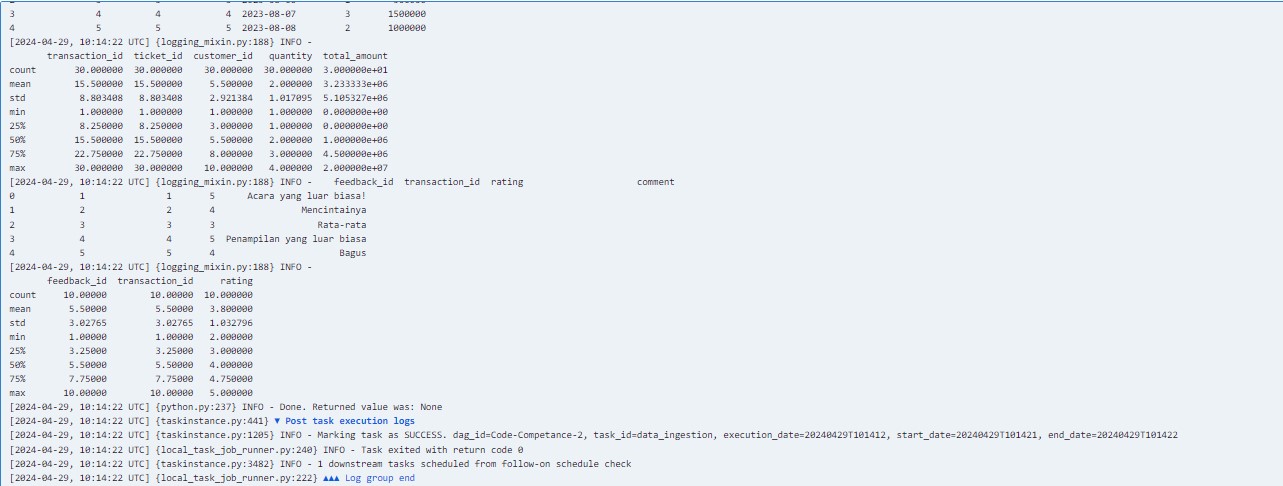 3 4 4 4 2023-08-07 3 1500000
4 5 5 5 2023-08-08 2 1000000
[2024-04-29, 10:14:22 UTC] {logging_mixin.py:188} INFO -
transaction_id ticket_id customer_id quantity total_amount
count 30.000000 30.000000 30.000000 30.000000 3.000000e+01
mean 15.500000 15.500000 5.500000 2.000000 3.233333e+06
std 8.803408 8.803408 2.921384 1.017095 5.105327e+06
min 1.000000 1.000000 1.000000 1.000000 0.000000e+00
25% 8.250000 8.250000 3.000000 1.000000 0.000000e+00
50% 15.500000 15.500000 5.500000 2.000000 1.000000e+06
75% 22.750000 22.750000 8.000000 3.000000 4.500000e+06
max 30.000000 30.000000 10.000000 4.000000 2.000000e+07
[2024-04-29, 10:14:22 UTC] {logging_mixin.py:188} INFO - feedback_id transaction_id rating comment
0 1 1 5 Acara yang luar biasa!
1 2 2 4 Mencintainya
2 3 3 3 Rata-rata
3 4 4 5 Penampilan yang luar biasa
4 5 5 4 Bagus
[2024-04-29, 10:14:22 UTC] {logging_mixin.py:188} INFO -
feedback_id transaction_id rating
count 10.00000 10.00000 10.000000
mean 5.50000 5.50000 3.800000
std 3.02765 3.02765 1.032796
min 1.00000 1.00000 2.000000
25% 3.25000 3.25000 3.000000
50% 5.50000 5.50000 4.000000
75% 7.75000 7.75000 4.750000
max 10.00000 10.00000 5.000000
[2024-04-29, 10:14:22 UTC] {python.py:237} INFO - Done. Returned value was: None
[2024-04-29, 10:14:22 UTC] {taskinstance.py:441} ▼ Post task execution logs
[2024-04-29, 10:14:22 UTC] {taskinstance.py:1205} INFO - Marking task as SUCCESS. dag_id=Code-Competance-2, task_id=data_ingestion, execution_date=20240429T101412, start_date=20240429T101421, end_date=20240429T101422
[2024-04-29, 10:14:22 UTC] {local_task_job_runner.py:240} INFO - Task exited with return code 0
[2024-04-29, 10:14:22 UTC] {taskinstance.py:3482} INFO - 1 downstream tasks scheduled from follow-on schedule check
[2024-04-29, 10:14:22 UTC] {local_task_job_runner.py:222} ▲▲▲ Log group end